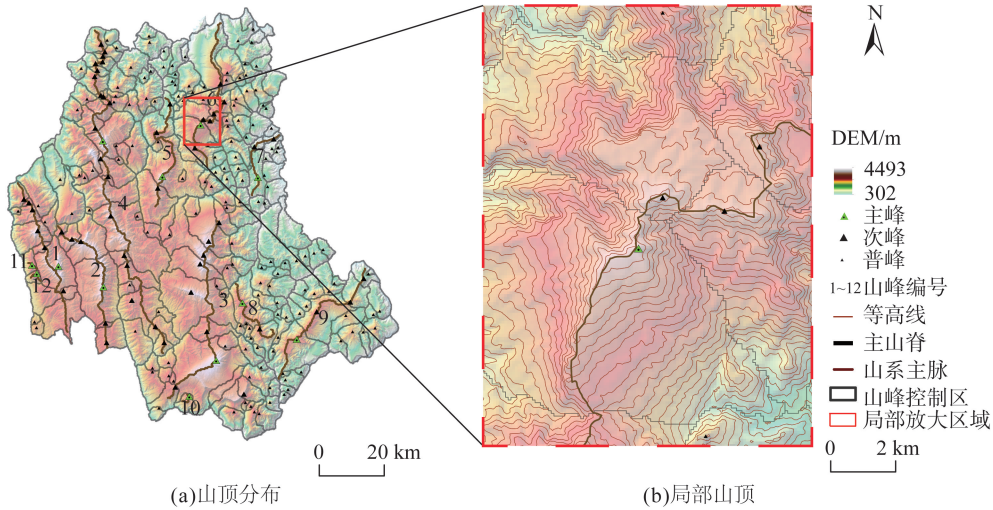 N
DEM/m
4493
302
主峰
次峰
普峰
1~12 山峰编号
等高线
主山脊
山系主脉
山峰控制区
局部放大区域
6
5
7
4
1
2
11
12
3
8
9
10
0 20 km
0 2 km
(a)山顶分布
(b)局部山顶